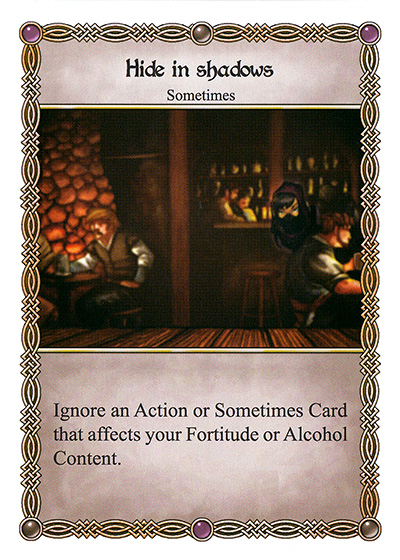 Hide in shadows
Sometimes
Ignore an Action or Sometimes Card
that affects your Fortitude or Alcohol
Content.